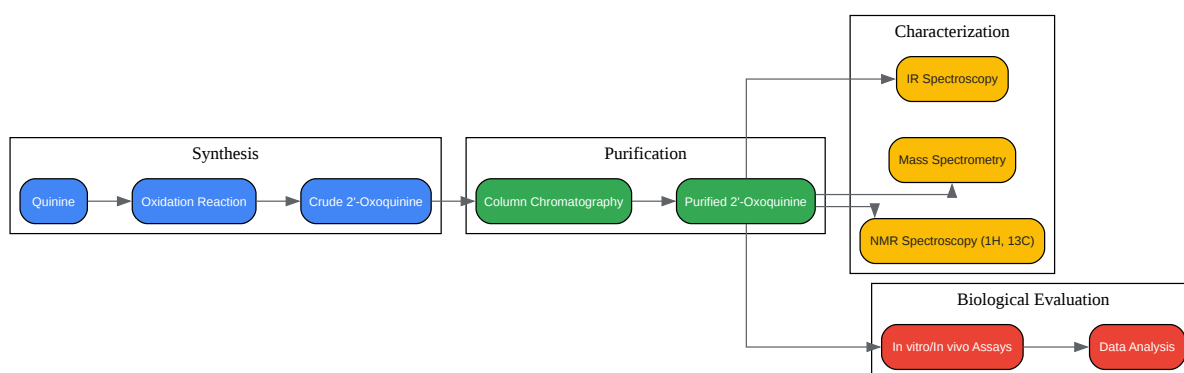 Synthesis
Quinine
Oxidation Reaction
Crude 2'-Oxoquinine
Purification
Column Chromatography
Purified 2'-Oxoquinine
Characterization
IR Spectroscopy
Mass Spectrometry
NMR Spectroscopy (1H, 13C)
Biological Evaluation
In vitro/In vivo Assays
Data Analysis